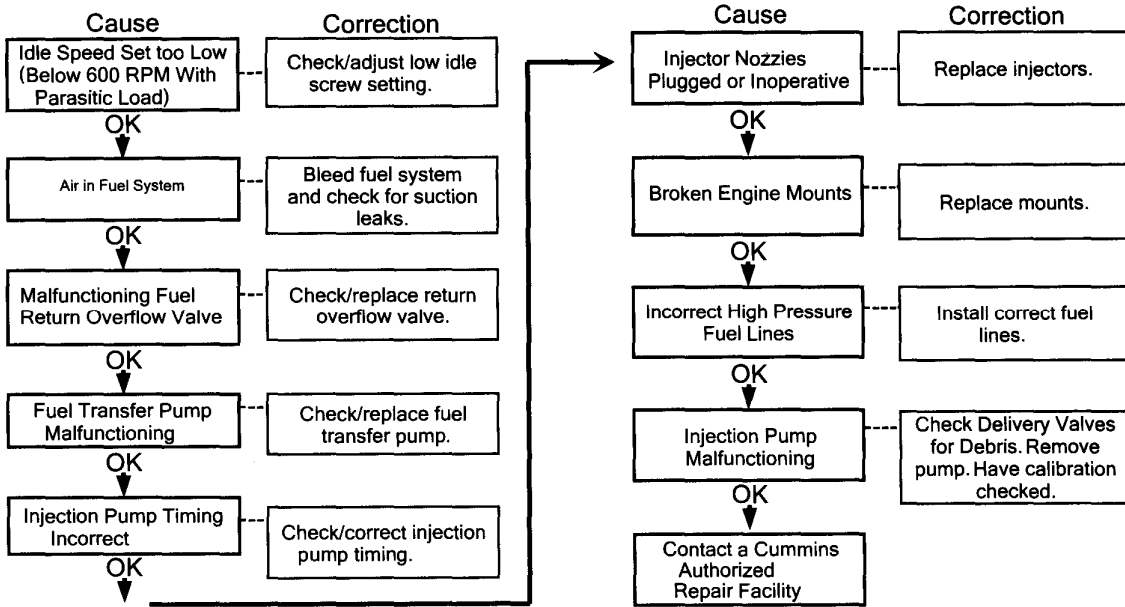 Cause
Correction
Idle Speed Set too Low
(Below 600 RPM With
Parasitic Load)
Check/adjust low idle
screw setting.
OK
Air in Fuel System
Bleed fuel system
and check for suction
leaks.
OK
Malfunctioning Fuel
Return Overflow Valve
Check/replace return
overflow valve.
OK
Fuel Transfer Pump
Malfunctioning
Check/replace fuel
transfer pump.
OK
Injection Pump Timing
Incorrect
Check/correct injection
pump timing.
OK
Cause
Correction
Injector Nozzies
Plugged or Inoperative
Replace injectors.
OK
Broken Engine Mounts
Replace mounts.
OK
Incorrect High Pressure
Fuel Lines
Install correct fuel
lines.
OK
Injection Pump
Malfunctioning
Check Delivery Valves
for Debris. Remove
pump. Have calibration
checked.
OK
Contact a Cummins
Authorized
Repair Facility